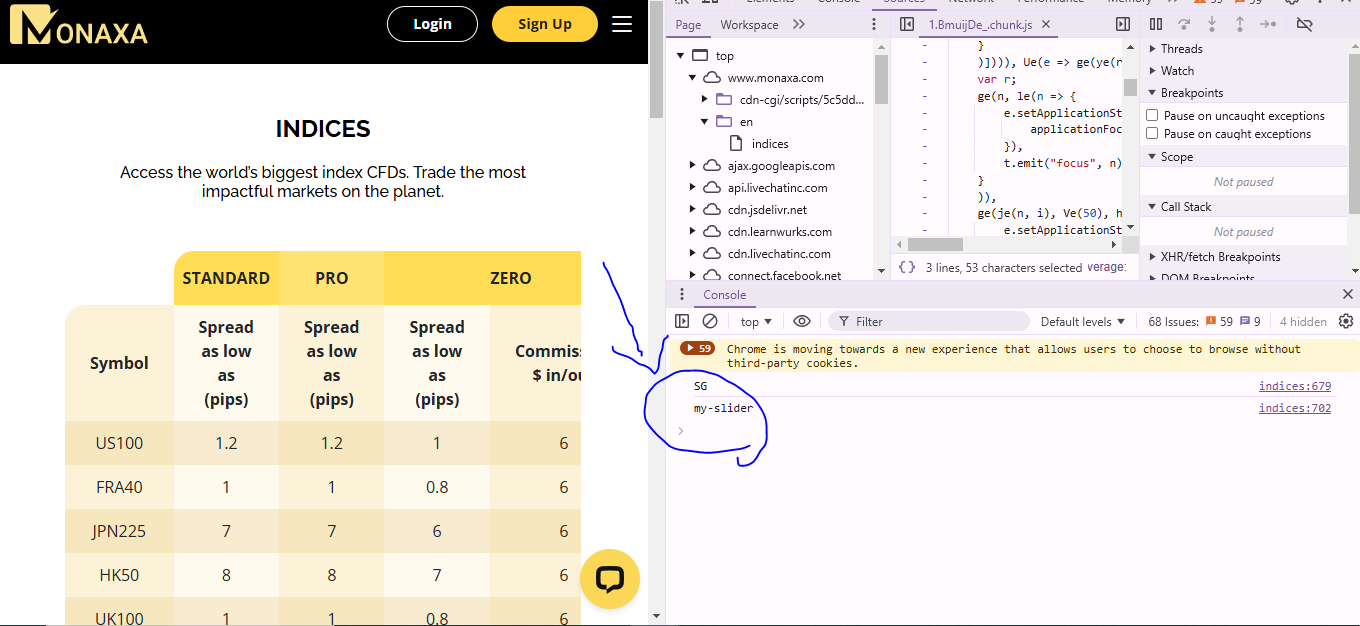 MONAXA
Login
Sign Up
INDICES
Access the world's biggest index CFDs. Trade the most
impactful markets on the planet.
STANDARD PRO ZERO
Symbol
Spread as low as (pips)
Spread as low as (pips)
Spread as low as (pips)
Commis
$ in/ou
US100 1.2 1.2 1 6
FRA40 1 1 0.8 6
JPN225 7 7 6 6
HK50 8 8 7 6
UK100 1 1 0.8 6
Elements Console Sources Network Performance Memory 59 59
Page Workspace
1.BmuijDe_.chunk.js
top
www.monaxa.com
cdn-cgi/scripts/5c5dd...
en
indices
ajax.googleapis.com
api.livechatinc.com
cdn.jsdelivr.net
cdn.learnwurks.com
cdn.livechatinc.com
connect.facebook.net
- }
- )]))), Ue(e => ge(ye(r
- var r;
- ge(n, le(n => {
- e.setApplicationSt
- applicationFoc
- }),
- t.emit("focus", n)
- }
- )),
- ge(je(n, i), Ve(50), h
- e.setApplicationSt
{ } 3 lines, 53 characters selected verage:
Threads
Watch
Breakpoints
Pause on uncaught exceptions
Pause on caught exceptions
Scope
Not paused
Call Stack
Not paused
XHR/fetch Breakpoints
DOM Breakpoints
Console
top
Filter
Default levels
68 Issues: 59 9
4 hidden
59 Chrome is moving towards a new experience that allows users to choose to browse without
third-party cookies.
SG indices:679
my-slider indices:702
>